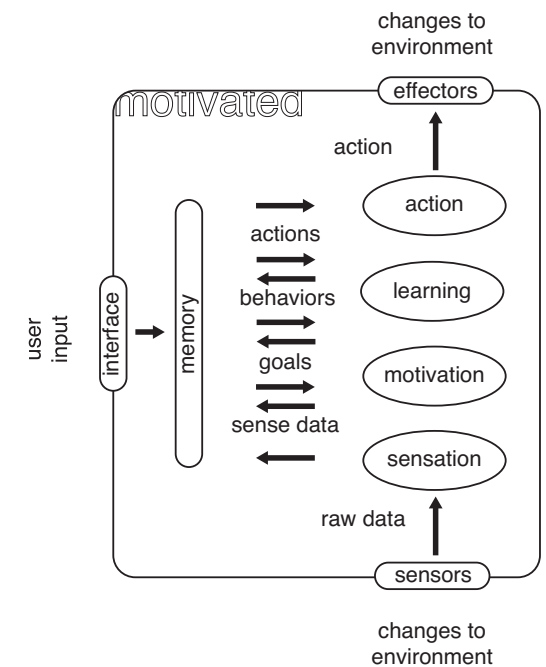 changes to
environment
motivated
effectors
action
action
actions
learning
behaviors
user
input
interface
memory
goals
motivation
sense data
sensation
raw data
sensors
changes to
environment